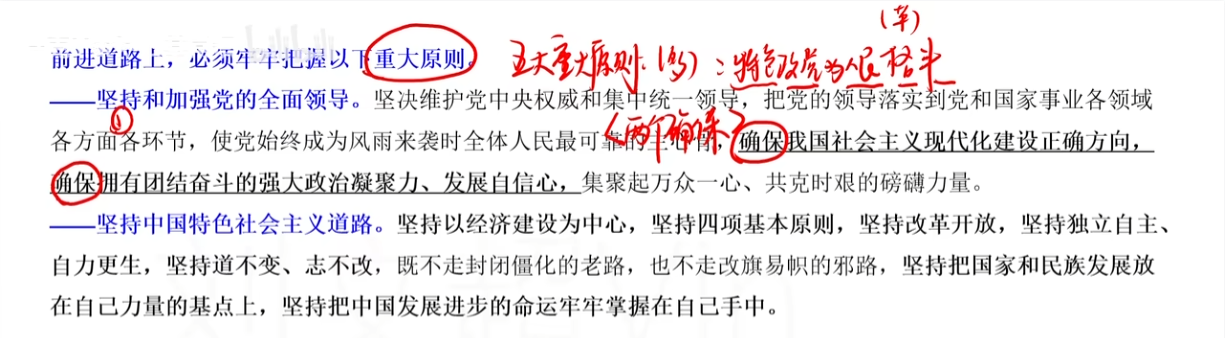 (革)
前进道路上，必须牢牢把握以下重大原则。 五大重大原则：(多)：特色改党为人民格斗
——坚持和加强党的全面领导。坚决维护党中央权威和集中统一领导，把党的领导落实到党和国家事业各领域
①
各方面各环节，使党始终成为风雨来袭时全体人民最可靠的主心骨，确保我国社会主义现代化建设正确方向，
<两个确保>
确保拥有团结奋斗的强大政治凝聚力、发展自信心，集聚起万众一心、共克时艰的磅礴力量。
——坚持中国特色社会主义道路。坚持以经济建设为中心，坚持四项基本原则，坚持改革开放，坚持独立自主、
自力更生，坚持道不变、志不改，既不走封闭僵化的老路，也不走改旗易帜的邪路，坚持把国家和民族发展放
在自己力量的基点上，坚持把中国发展进步的命运牢牢掌握在自己手中。